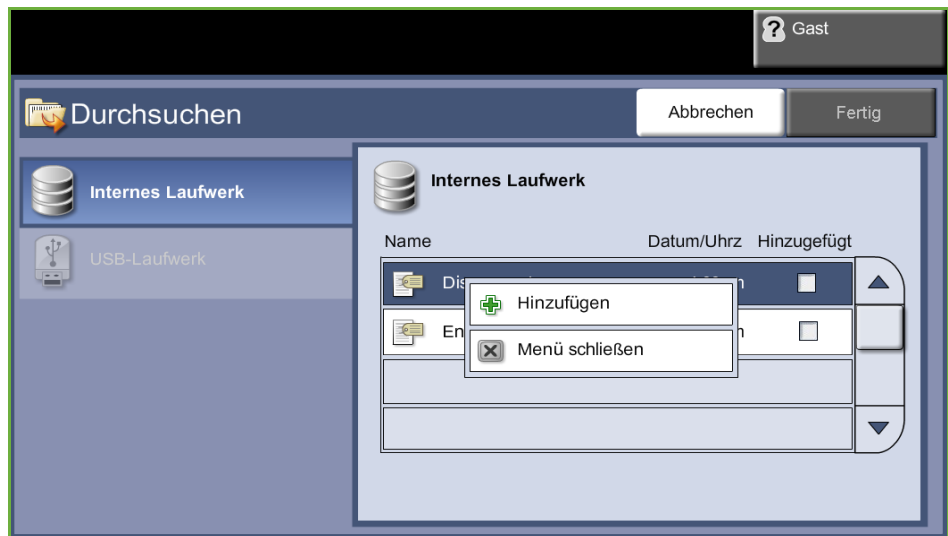 Gast
Durchsuchen
Abbrechen
Fertig
Internes Laufwerk
USB-Laufwerk
Internes Laufwerk
Name Datum/Uhrz Hinzugefügt
Hinzufügen
Menü schließen